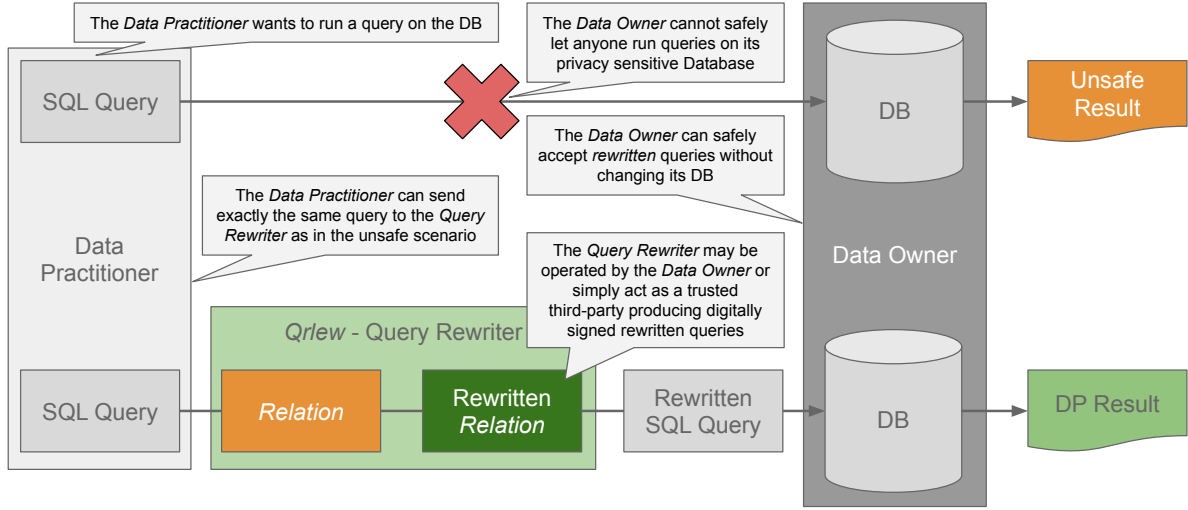 The Data Practitioner wants to run a query on the DB
The Data Owner cannot safely
let anyone run queries on its
privacy sensitive Database
SQL Query
DB
Unsafe
Result
The Data Owner can safely
accept rewritten queries without
changing its DB
The Data Practitioner can send
exactly the same query to the Query
Rewriter as in the unsafe scenario
Data
Practitioner
Data Owner
The Query Rewriter may be
operated by the Data Owner or
simply act as a trusted
third-party producing digitally
signed rewritten queries
Qrlew - Query Rewriter
SQL Query
Relation
Rewritten
Relation
Rewritten
SQL Query
DB
DP Result